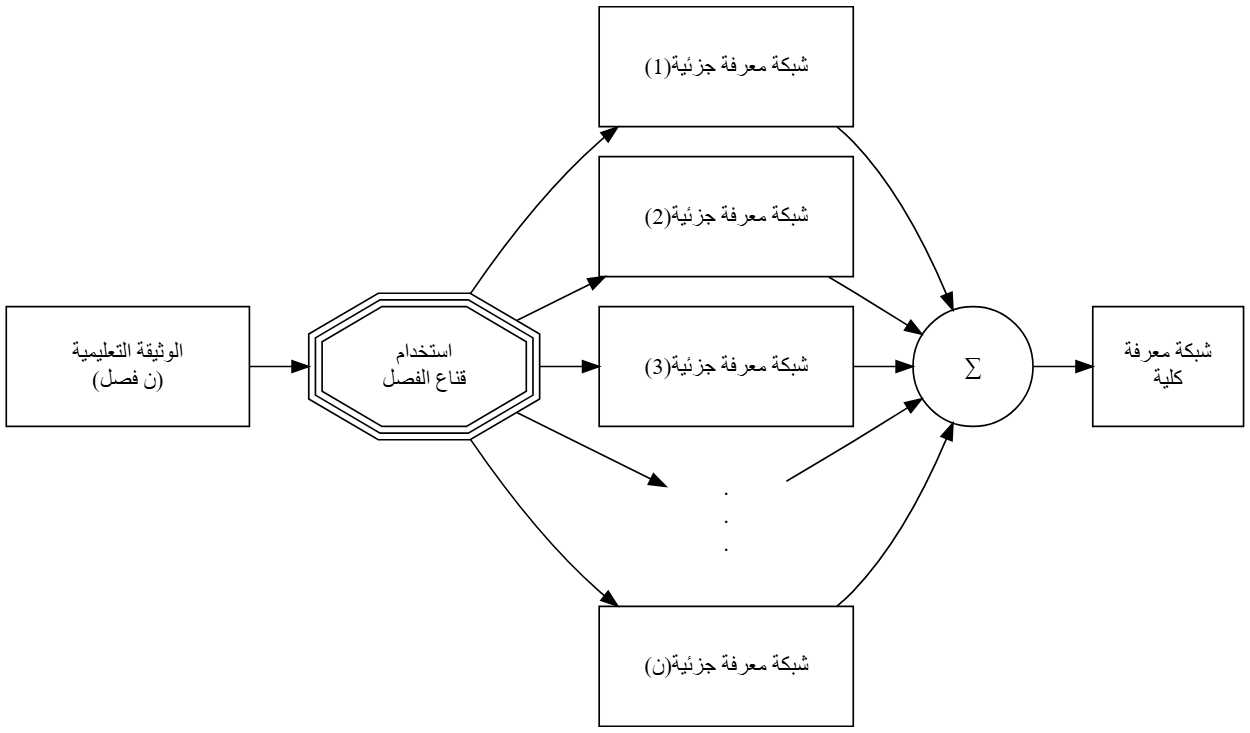 الوثيقة التعليمية
(ن فصل)
استخدام
قناع الفصل
شبكة معرفة جزئية(1)
شبكة معرفة جزئية(2)
شبكة معرفة جزئية(3)
.
.
.
شبكة معرفة جزئية(ن)
∑
شبكة معرفة
كلية